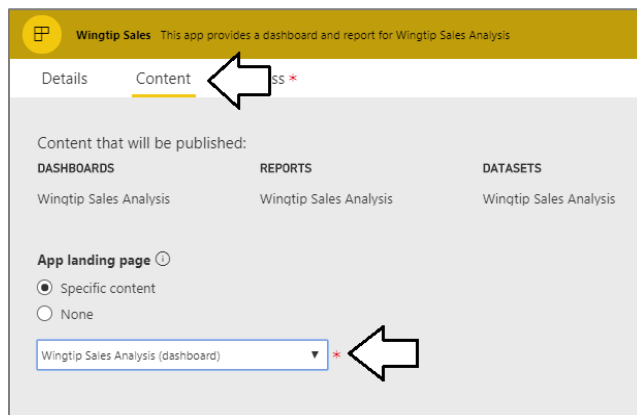 Wingtip Sales This app provides a dashboard and report for Wingtip Sales Analysis
Details Content ss *
Content that will be published:
DASHBOARDS REPORTS DATASETS
Wingtip Sales Analysis Wingtip Sales Analysis Wingtip Sales Analysis
App landing page
Specific content
None
Wingtip Sales Analysis (dashboard) *